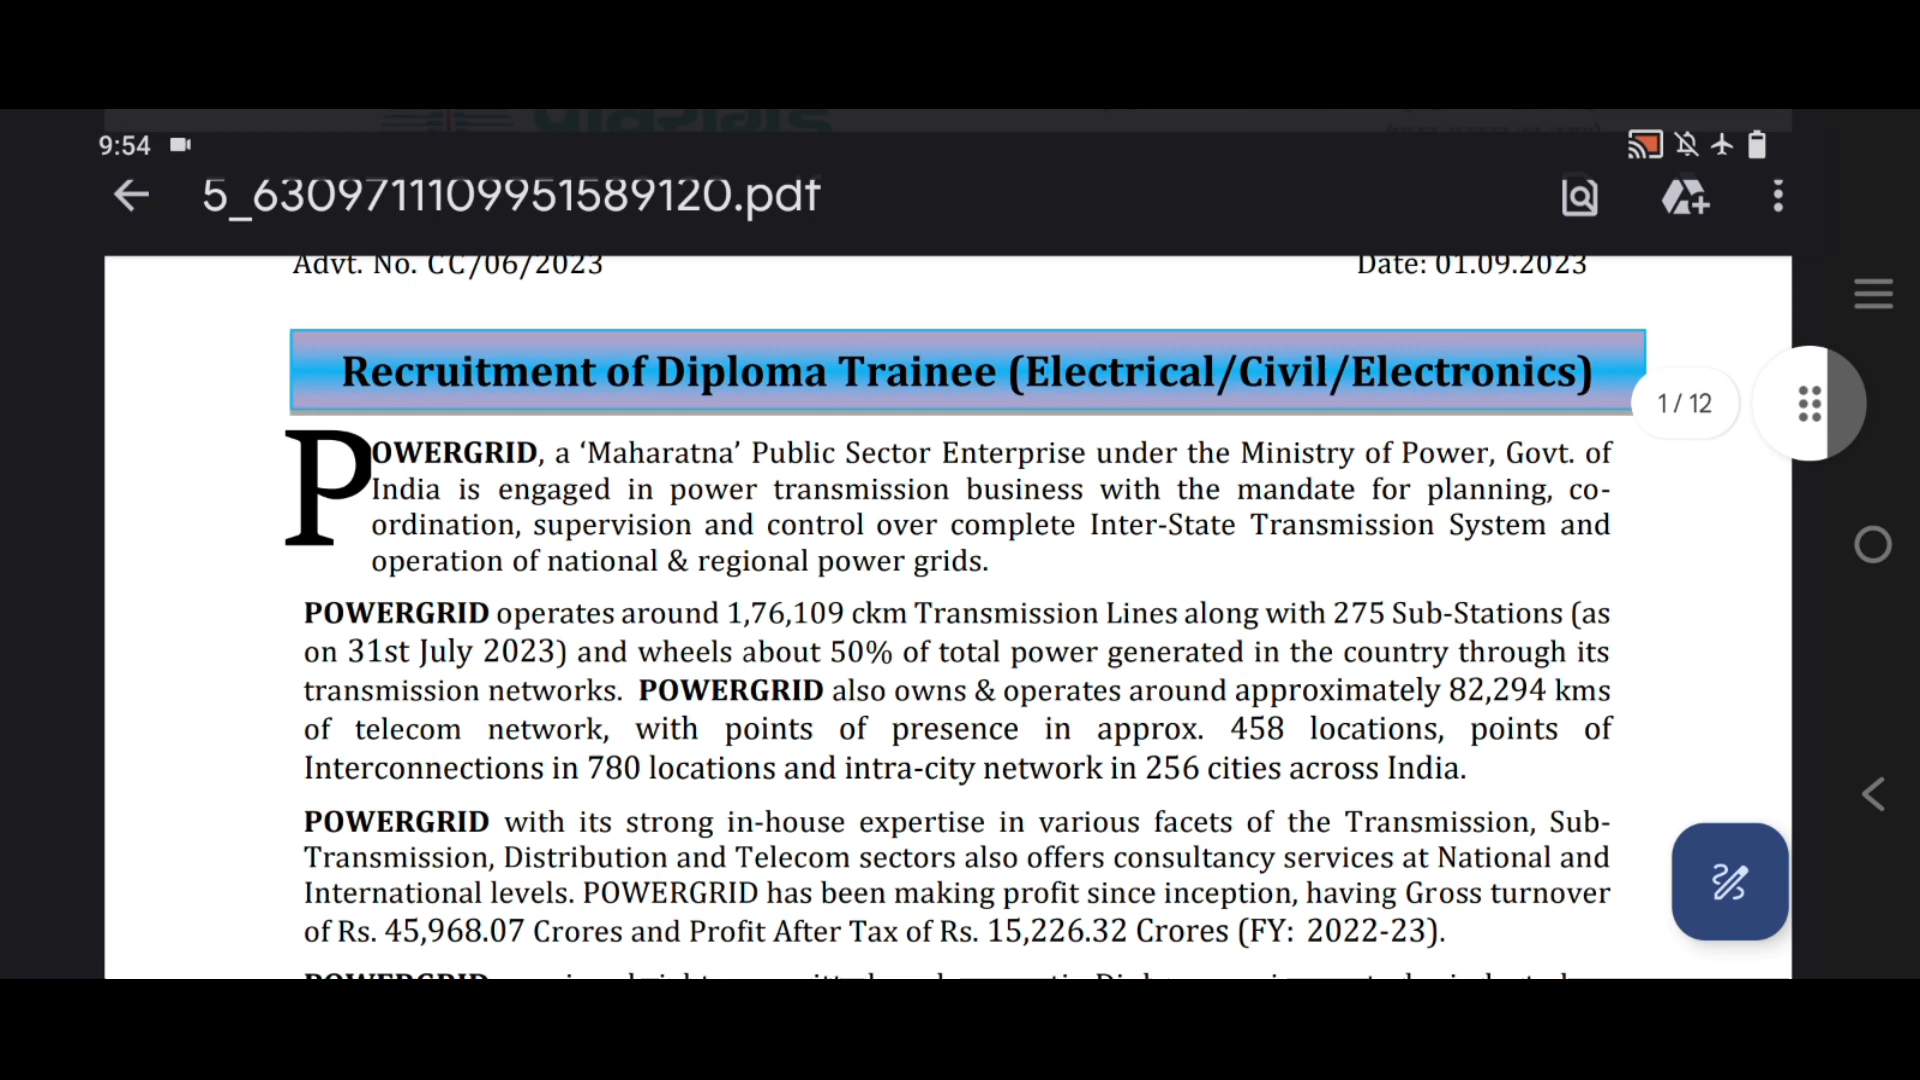 9:54
5_6309711109951589120.pdf
Advt. No. CC/06/2023 Date: 01.09.2023
Recruitment of Diploma Trainee (Electrical/Civil/Electronics)
1 / 12
POWERGRID, a ‘Maharatna’ Public Sector Enterprise under the Ministry of Power, Govt. of
India is engaged in power transmission business with the mandate for planning, co-
ordination, supervision and control over complete Inter-State Transmission System and
operation of national & regional power grids.
POWERGRID operates around 1,76,109 ckm Transmission Lines along with 275 Sub-Stations (as
on 31st July 2023) and wheels about 50% of total power generated in the country through its
transmission networks. POWERGRID also owns & operates around approximately 82,294 kms
of telecom network, with points of presence in approx. 458 locations, points of
Interconnections in 780 locations and intra-city network in 256 cities across India.
POWERGRID with its strong in-house expertise in various facets of the Transmission, Sub-
Transmission, Distribution and Telecom sectors also offers consultancy services at National and
International levels. POWERGRID has been making profit since inception, having Gross turnover
of Rs. 45,968.07 Crores and Profit After Tax of Rs. 15,226.32 Crores (FY: 2022-23).
POWERGRID